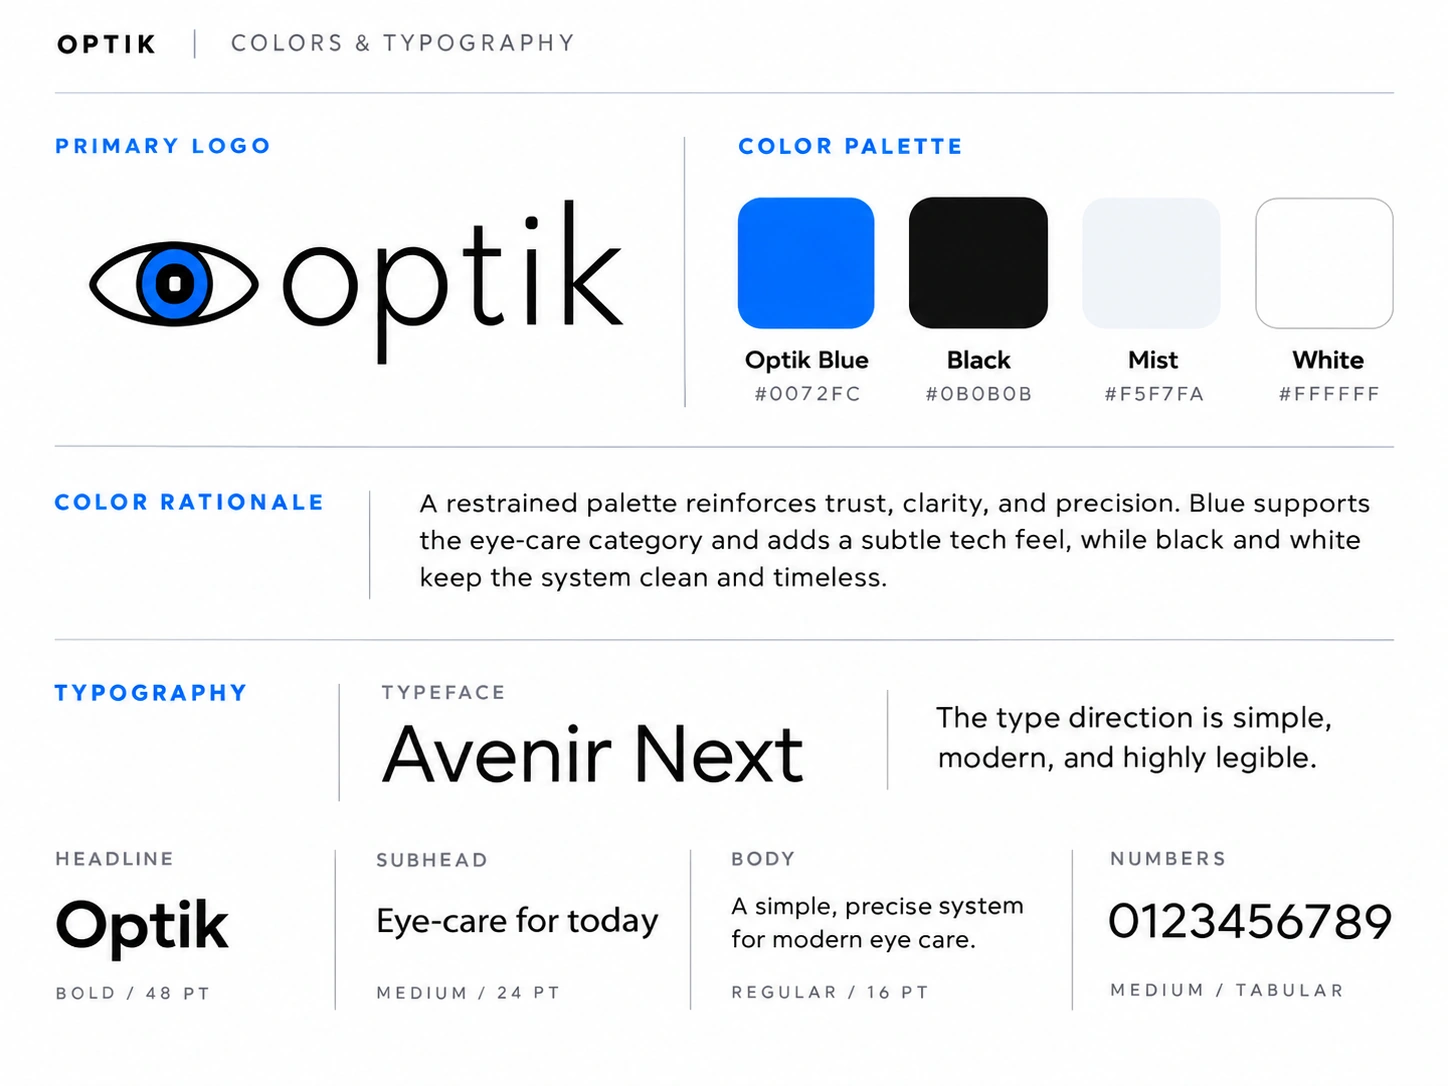 OPTIK
COLORS & TYPOGRAPHY
PRIMARY LOGO
optik
COLOR PALETTE
Optik Blue
#0072FC
Black
#0B0B0B
Mist
#F5F7FA
White
#FFFFFF
COLOR RATIONALE
A restrained palette reinforces trust, clarity, and precision. Blue supports
the eye-care category and adds a subtle tech feel, while black and white
keep the system clean and timeless.
TYPOGRAPHY
TYPEFACE
Avenir Next
The type direction is simple,
modern, and highly legible.
HEADLINE
Optik
BOLD / 48 PT
SUBHEAD
Eye-care for today
MEDIUM / 24 PT
BODY
A simple, precise system
for modern eye care.
REGULAR / 16 PT
NUMBERS
0123456789
MEDIUM / TABULAR